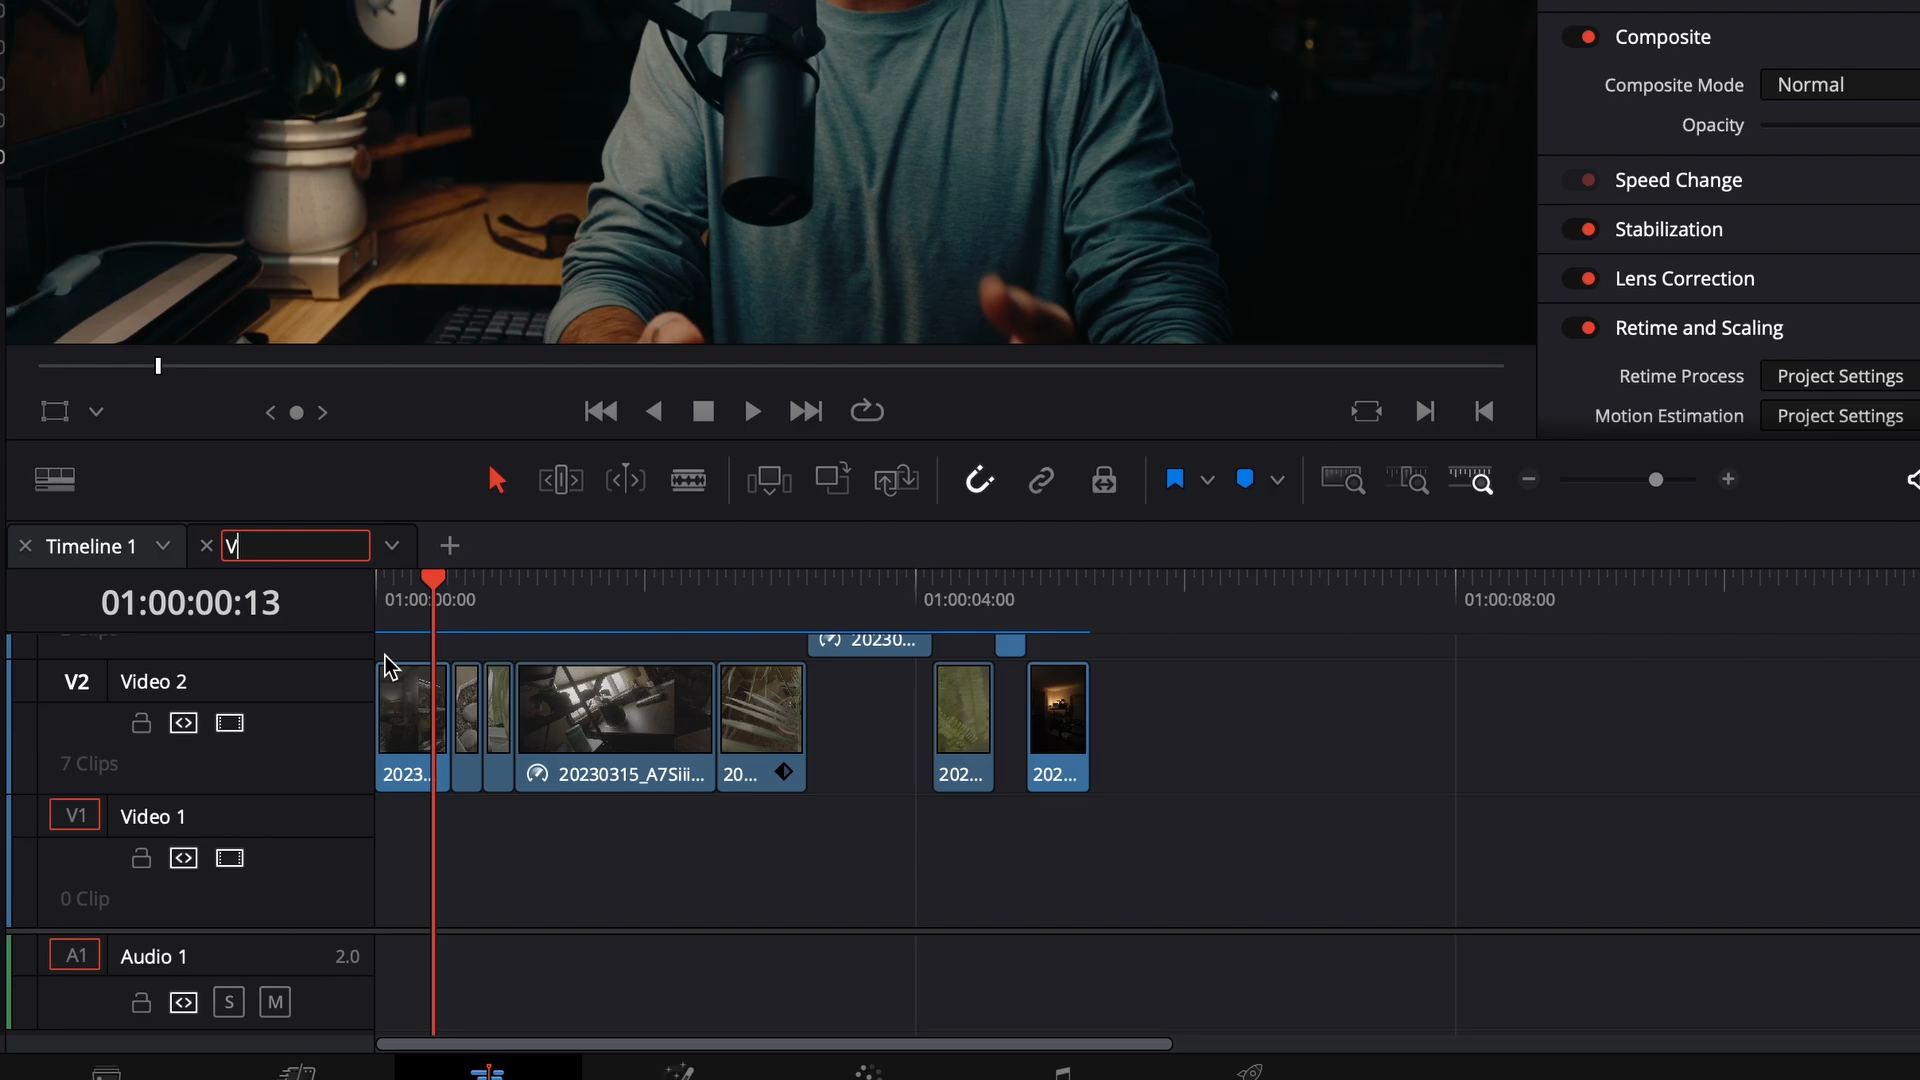 Composite
Composite Mode Normal
Opacity
Speed Change
Stabilization
Lens Correction
Retime and Scaling
Retime Process Project Settings
Motion Estimation Project Settings
Timeline 1
V
01:00:00:13
01:00:00:00
01:00:04:00
01:00:08:00
20230...
V2 Video 2
7 Clips
2023...
20230315_A7Siii...
20...
202...
202...
V1 Video 1
0 Clip
A1 Audio 1 2.0
S M